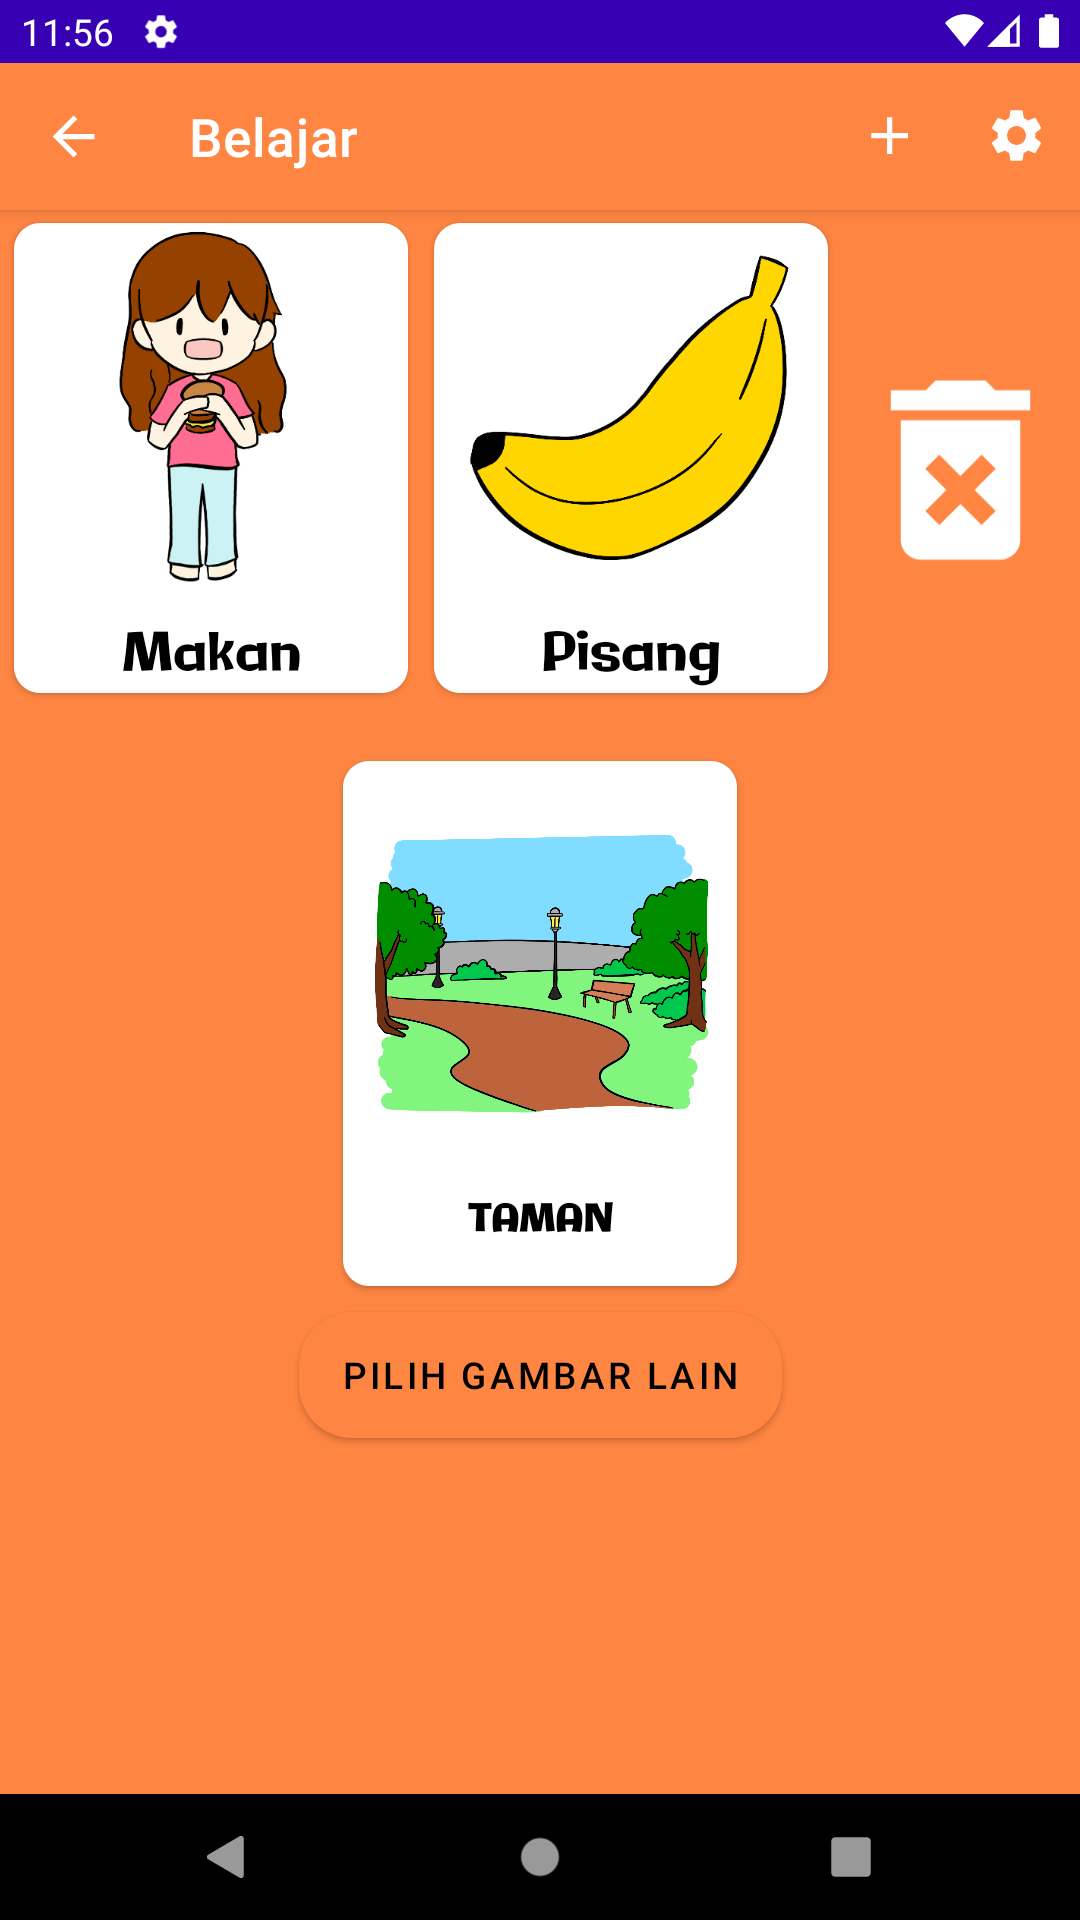 11:56
Belajar
Makan
Pisang
TAMAN
PILIH GAMBAR LAIN